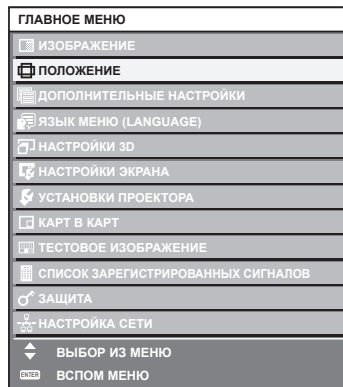 ГЛАВНОЕ МЕНЮ
ИЗОБРАЖЕНИЕ
ПОЛОЖЕНИЕ
ДОПОЛНИТЕЛЬНЫЕ НАСТРОЙКИ
ЯЗЫК МЕНЮ (LANGUAGE)
НАСТРОЙКИ 3D
НАСТРОЙКИ ЭКРАНА
УСТАНОВКИ ПРОЕКТОРА
КАРТ В КАРТ
ТЕСТОВОЕ ИЗОБРАЖЕНИЕ
СПИСОК ЗАРЕГИСТРИРОВАННЫХ СИГНАЛОВ
ЗАЩИТА
НАСТРОЙКА СЕТИ
ВЫБОР ИЗ МЕНЮ
ENTER ВСПОМ МЕНЮ